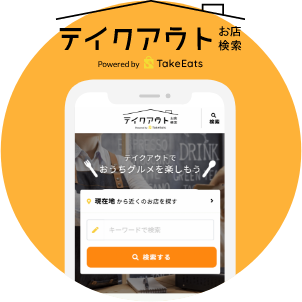 テイクアウト お店検索
Powered by TakeEats
テイクアウト お店検索
Powered by TakeEats
検索
DRINK
テイクアウトで
おうちグルメを楽しもう
現在地 から近くのお店を探す
キーワードで検索
検索する